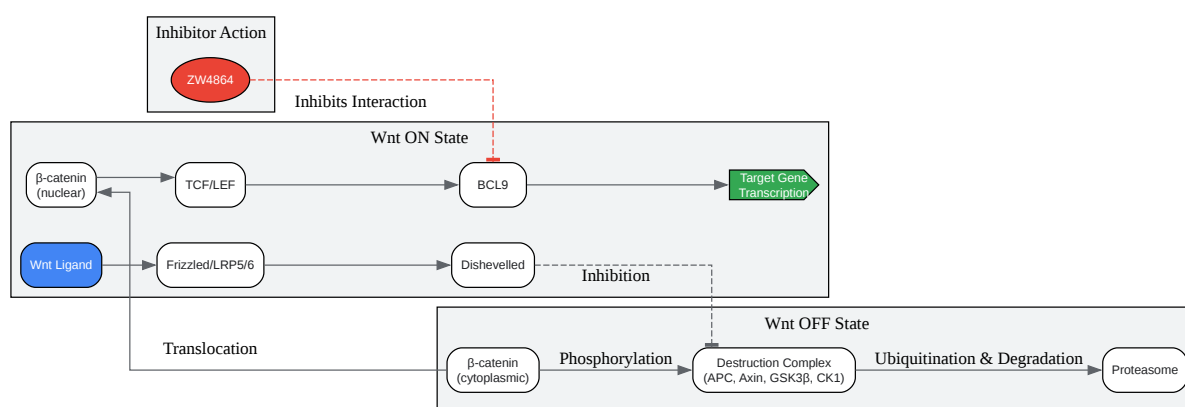 Inhibitor Action
ZW4864
Inhibits Interaction
Wnt ON State
β-catenin
(nuclear)
TCF/LEF
BCL9
Target Gene
Transcription
Wnt Ligand
Frizzled/LRP5/6
Dishevelled
Inhibition
Wnt OFF State
Translocation
β-catenin
(cytoplasmic)
Phosphorylation
Destruction Complex
(APC, Axin, GSK3β, CK1)
Ubiquitination & Degradation
Proteasome